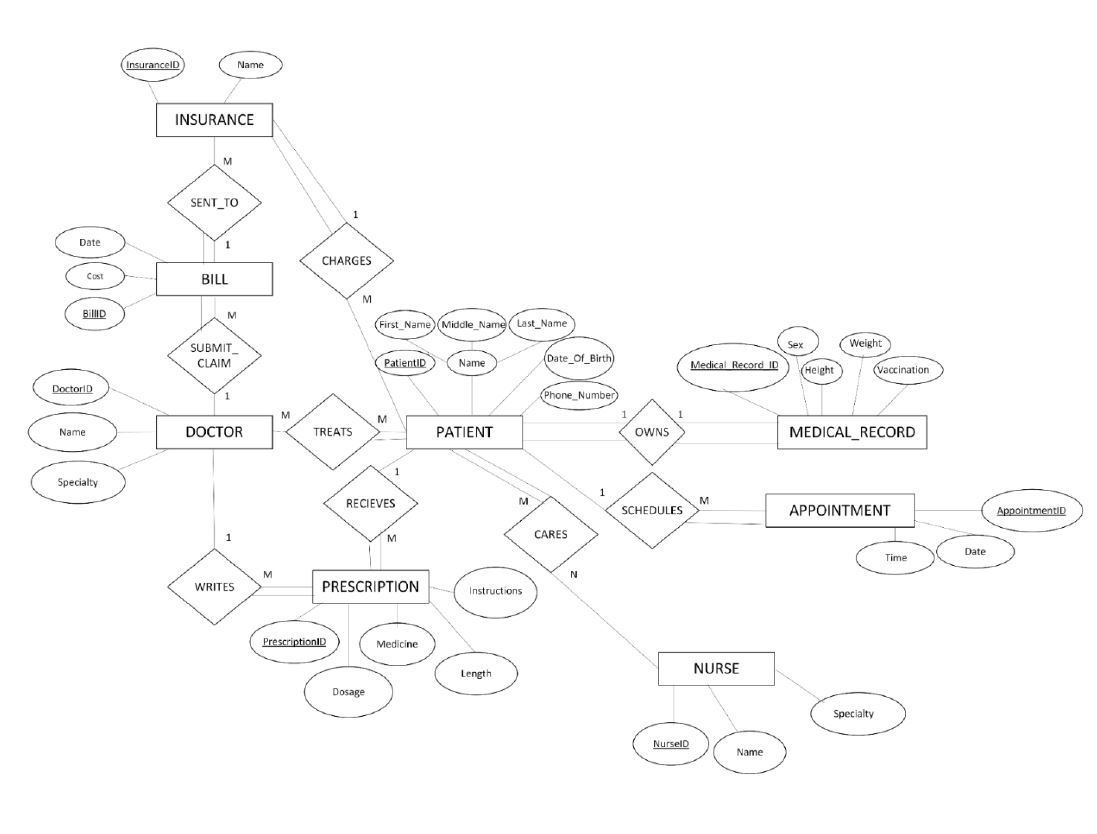 InsuranceID
Name
INSURANCE
M
SENT_TO
1
1
CHARGES
M
Date
Cost
BillID
BILL
M
SUBMIT_
CLAIM
1
First_Name
Middle_Name
Last_Name
PatientID
Name
Date_Of_Birth
Phone_Number
Medical_Record_ID
Sex
Height
Weight
Vaccination
DoctorID
Name
Specialty
DOCTOR
M
TREATS
M
PATIENT
1
OWNS
1
MEDICAL_RECORD
1
RECIEVES
M
M
CARES
N
1
SCHEDULES
M
APPOINTMENT
AppointmentID
Time
Date
1
WRITES
M
PRESCRIPTION
Instructions
PrescriptionID
Medicine
Length
Dosage
NURSE
NurseID
Name
Specialty